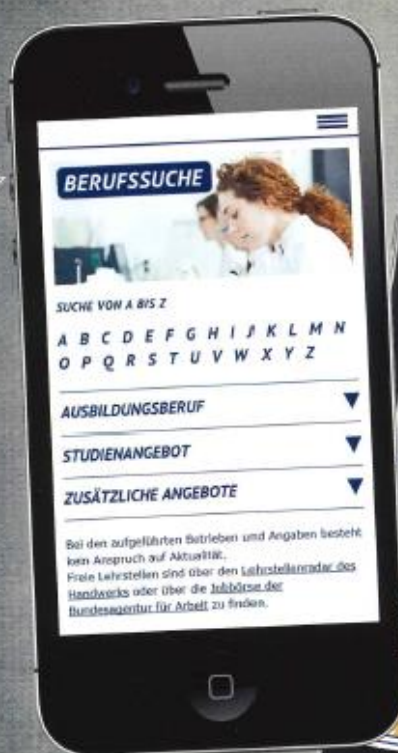 BERUFSSUCHE
SUCHE VON A BIS Z
A B C D E F G H I J K L M N
O P Q R S T U V W X Y Z
AUSBILDUNGSBERUF
STUDIENANGEBOT
ZUSÄTZLICHE ANGEBOTE
Bei den aufgeführten Betrieben und Angaben besteht
kein Anspruch auf Aktualität.
Freie Lehrstellen sind über den Lehrstellenradar des
Handwerks oder über die Jobbörse der
Bundesagentur für Arbeit zu finden.